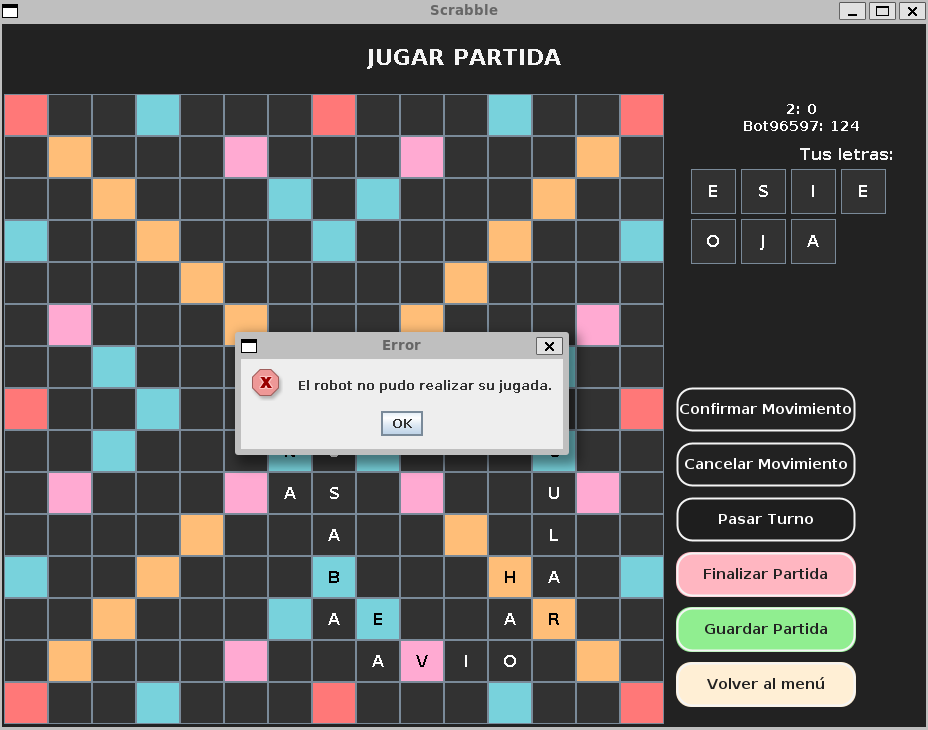 Scrabble
JUGAR PARTIDA
2: 0
Bot96597: 124
Tus letras:
E S I E
O J A
Error
El robot no pudo realizar su jugada.
OK
A S U
A L
B H A
A E A R
A V I O
Confirmar Movimiento
Cancelar Movimiento
Pasar Turno
Finalizar Partida
Guardar Partida
Volver al menú